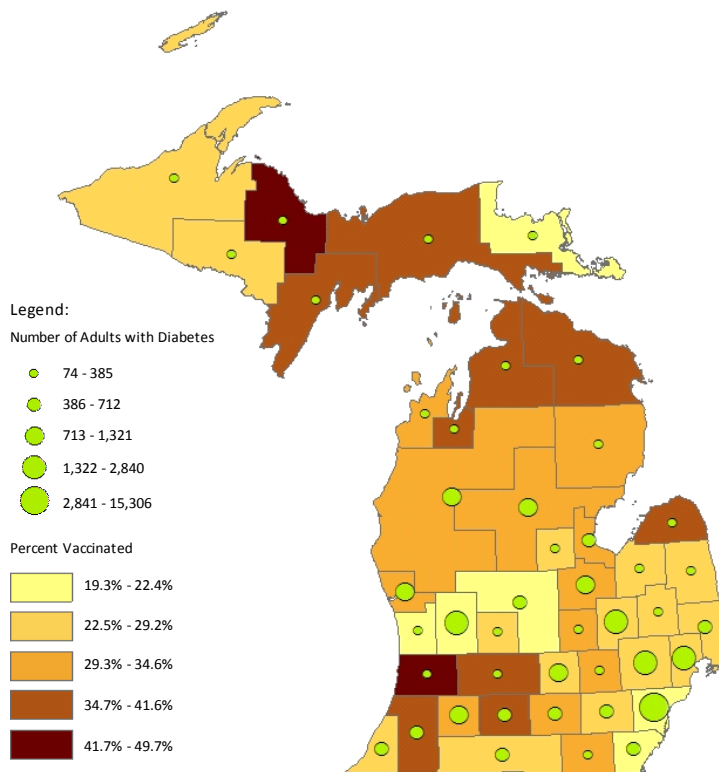 Legend:
Number of Adults with Diabetes
74 - 385
386 - 712
713 - 1,321
1,322 - 2,840
2,841 - 15,306
Percent Vaccinated
19.3% - 22.4%
22.5% - 29.2%
29.3% - 34.6%
34.7% - 41.6%
41.7% - 49.7%